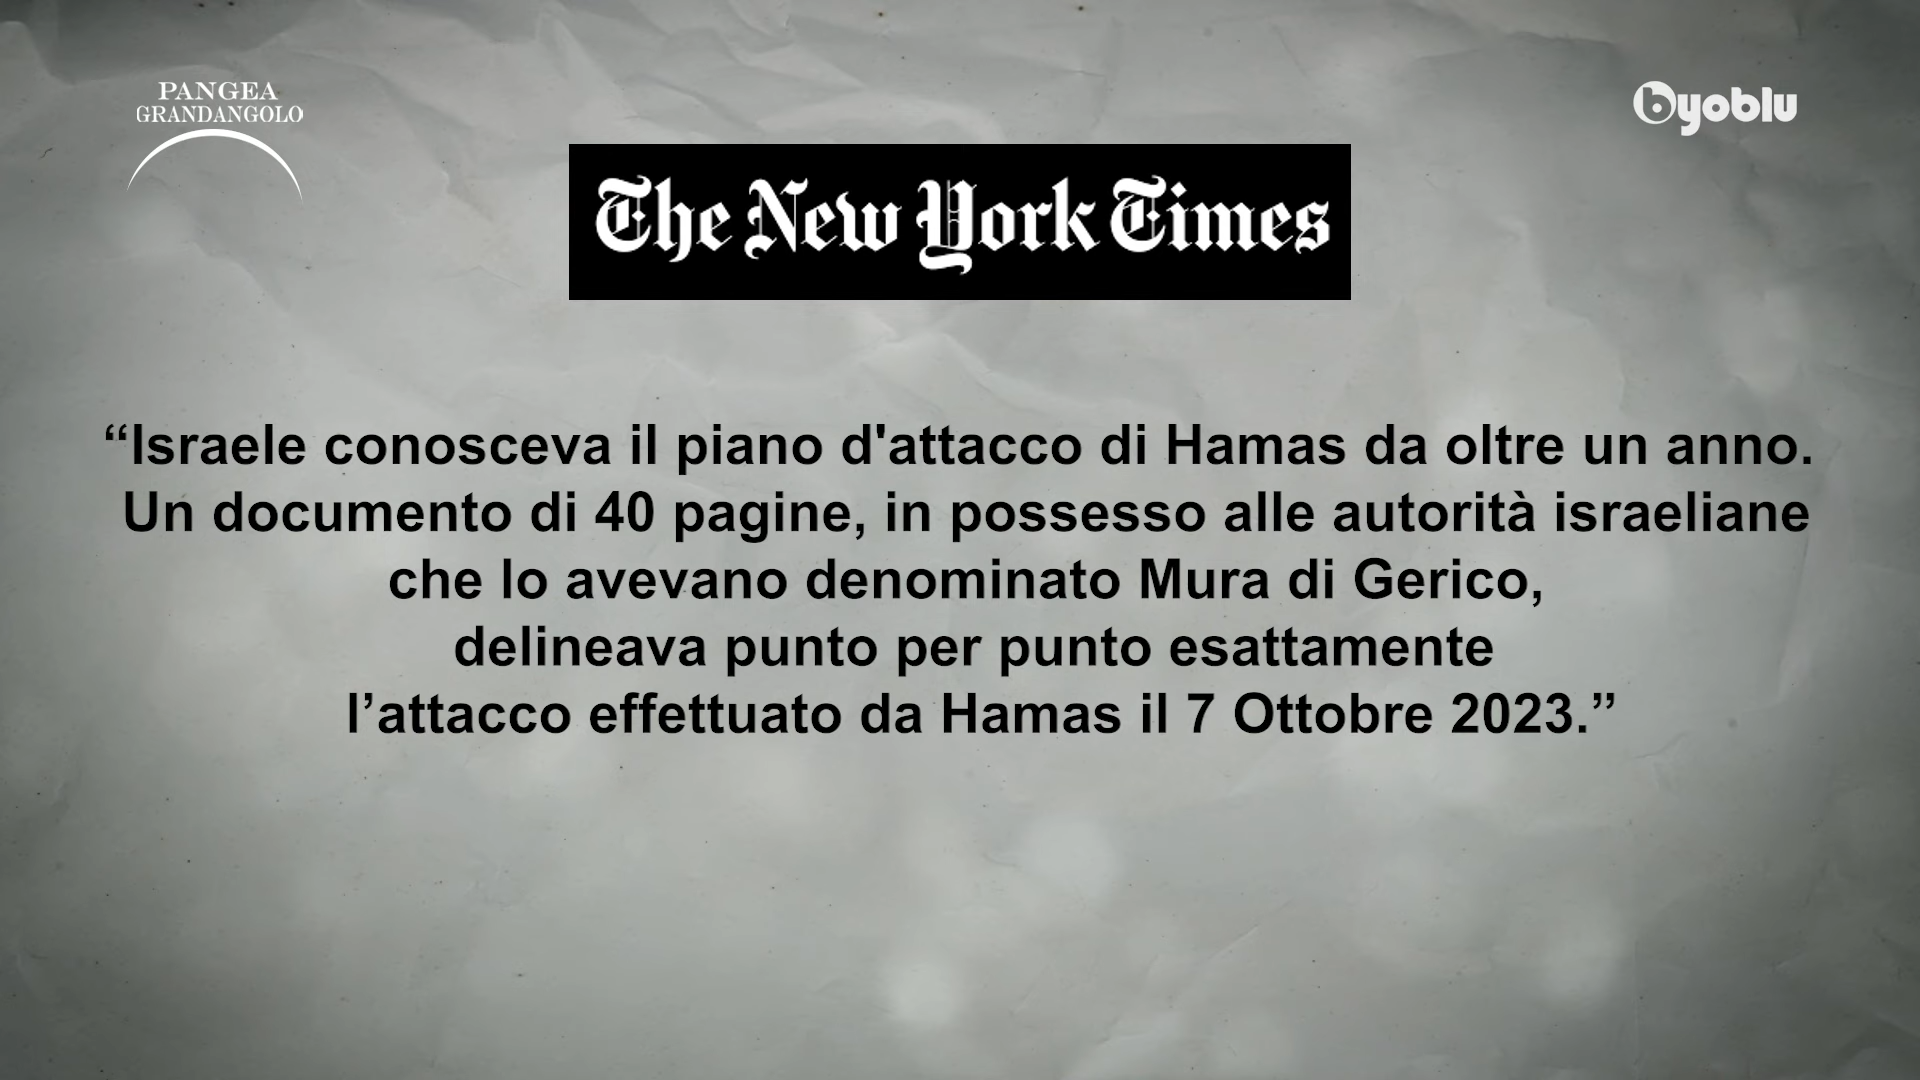 PANGEA
GRANDANGOLO
byoblu
The New York Times
“Israele conosceva il piano d'attacco di Hamas da oltre un anno.
Un documento di 40 pagine, in possesso alle autorità israeliane
che lo avevano denominato Mura di Gerico,
delineava punto per punto esattamente
l’attacco effettuato da Hamas il 7 Ottobre 2023.”